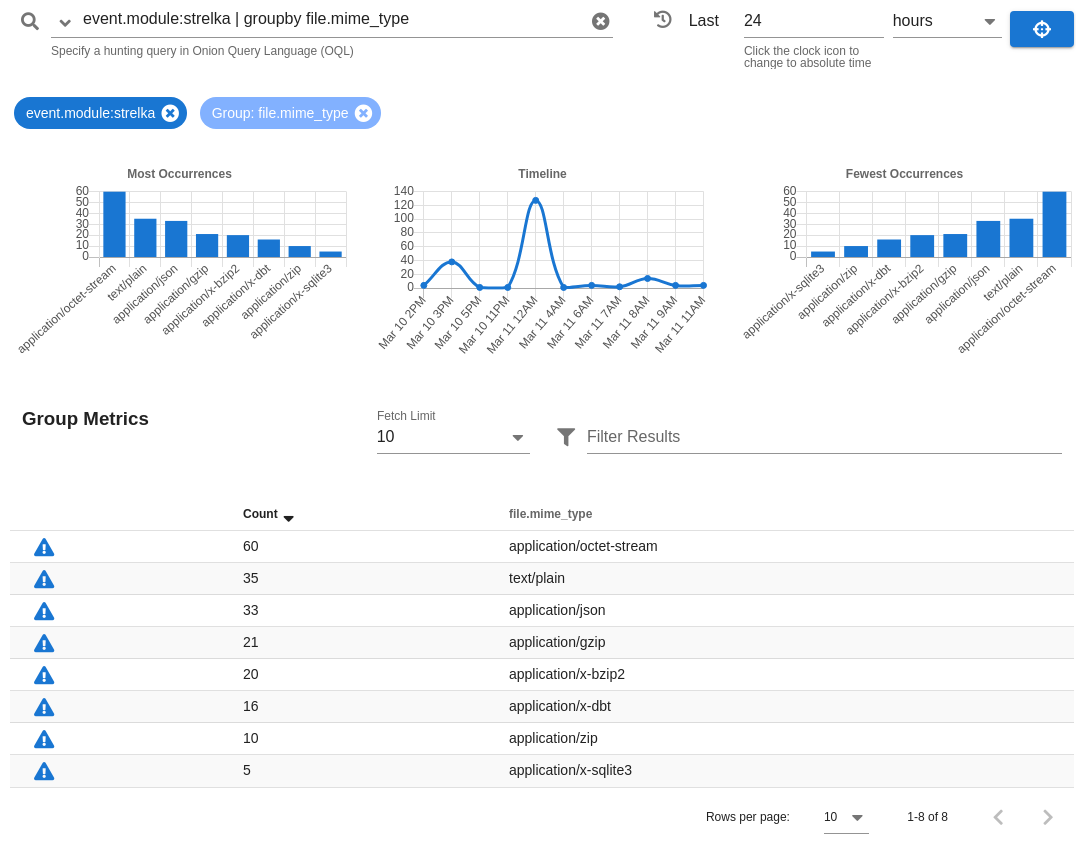 event.module:strelka | groupby file.mime_type
Last
24
hours
Specify a hunting query in Onion Query Language (OQL)
Click the clock icon to
change to absolute time
event.module:strelka
Group: file.mime_type
Most Occurrences
60
50
40
30
20
10
0
application/octet-stream
text/plain
application/json
application/gzip
application/x-bzip2
application/x-dbt
application/zip
application/x-sqlite3
Timeline
140
120
100
80
60
40
20
0
Mar 10 2PM
Mar 10 3PM
Mar 10 5PM
Mar 10 11PM
Mar 11 12AM
Mar 11 4AM
Mar 11 6AM
Mar 11 7AM
Mar 11 8AM
Mar 11 9AM
Mar 11 11AM
Fewest Occurrences
60
50
40
30
20
10
0
application/x-sqlite3
application/zip
application/x-dbt
application/x-bzip2
application/gzip
application/json
text/plain
application/octet-stream
Group Metrics
Fetch Limit
10
Filter Results
Count file.mime_type
60 application/octet-stream
35 text/plain
33 application/json
21 application/gzip
20 application/x-bzip2
16 application/x-dbt
10 application/zip
5 application/x-sqlite3
Rows per page: 10 1-8 of 8